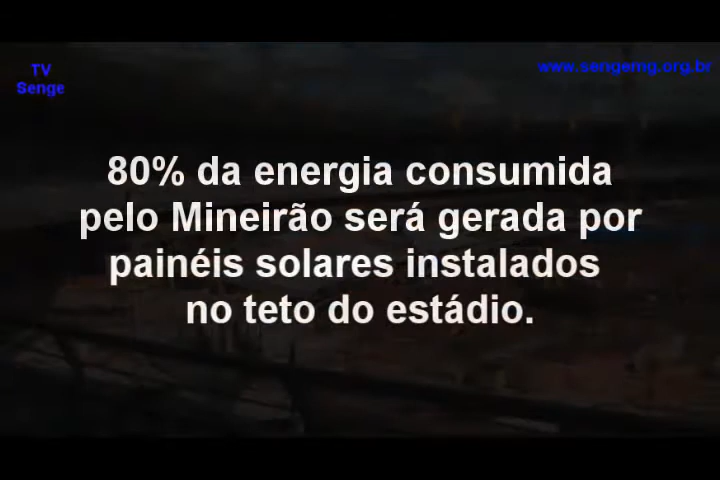 TV
Senge
www.sengemg.org.br
80% da energia consumida
pelo Mineirão será gerada por
painéis solares instalados
no teto do estádio.